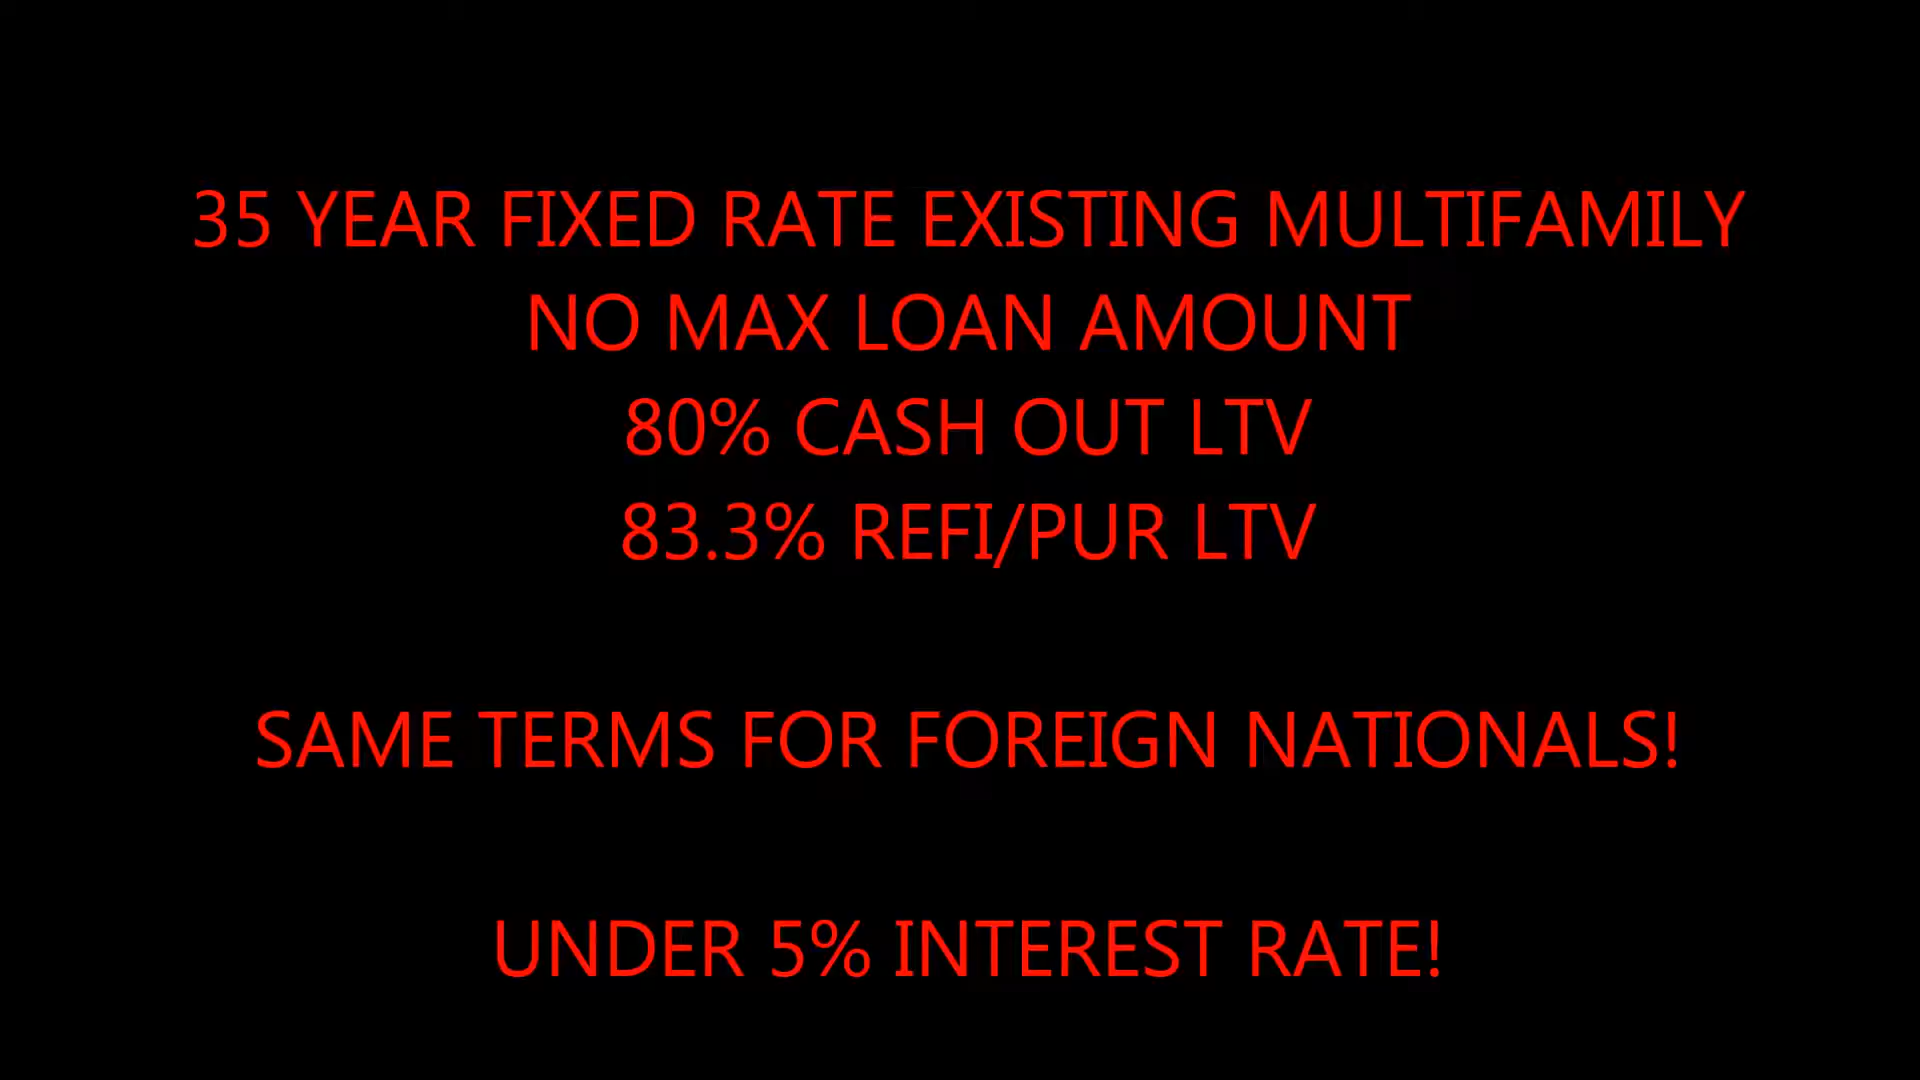 35 YEAR FIXED RATE EXISTING MULTIFAMILY
NO MAX LOAN AMOUNT
80% CASH OUT LTV
83.3% REFI/PUR LTV
SAME TERMS FOR FOREIGN NATIONALS!
UNDER 5% INTEREST RATE!